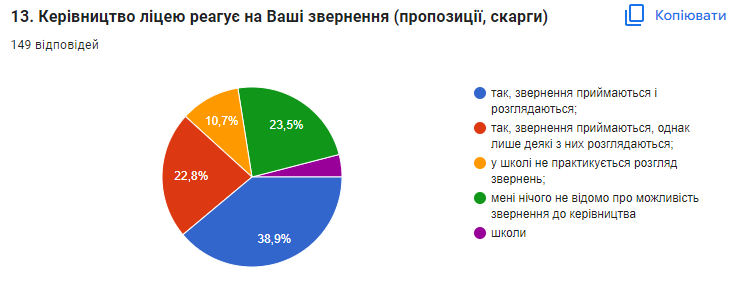 13. Керівництво ліцею реагує на Ваші звернення (пропозиції, скарги)
Копіювати
149 відповідей
так, звернення приймаються і
розглядаються;
так, звернення приймаються, однак
лише деякі з них розглядаються;
у школі не практикується розгляд
звернень;
мені нічого не відомо про можливість
звернення до керівництва
школи
10,7%
23,5%
22,8%
38,9%